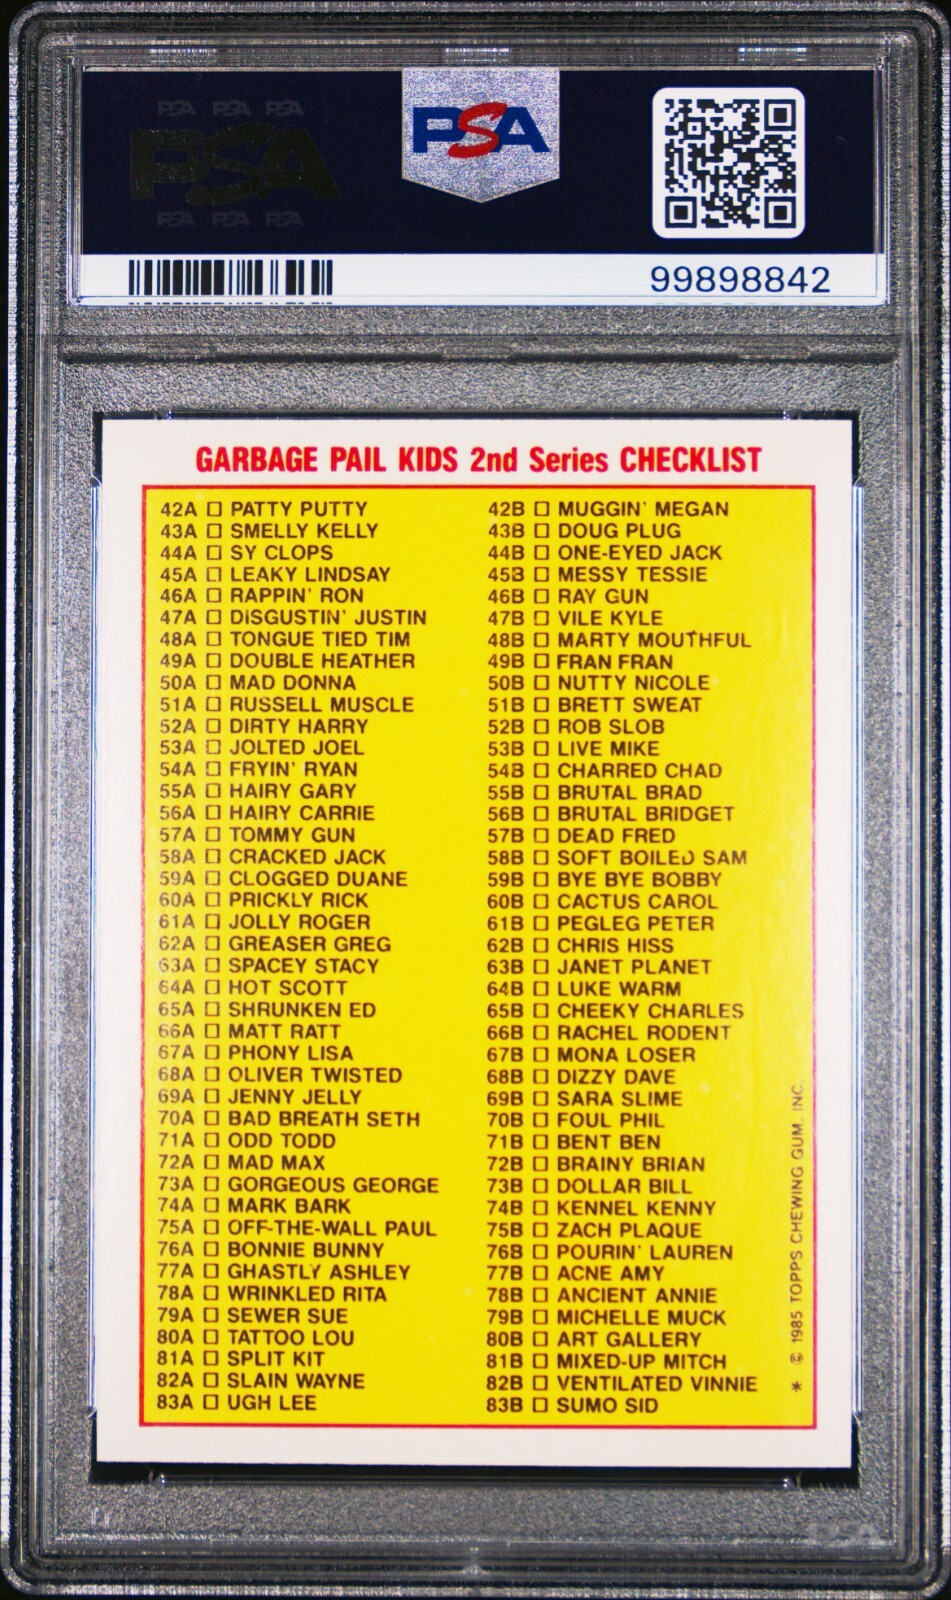 PSA PSA PSA
PSA
PSA PSA PSA
PSA
99898842
GARBAGE PAIL KIDS 2nd Series CHECKLIST
42A □ PATTY PUTTY 42B □ MUGGIN' MEGAN
43A □ SMELLY KELLY 43B □ DOUG PLUG
44A □ SY CLOPS 44B □ ONE-EYED JACK
45A □ LEAKY LINDSAY 45B □ MESSY TESSIE
46A □ RAPPIN' RON 46B □ RAY GUN
47A □ DISGUSTIN' JUSTIN 47B □ VILE KYLE
48A □ TONGUE TIED TIM 48B □ MARTY MOUTHFUL
49A □ DOUBLE HEATHER 49B □ FRAN FRAN
50A □ MAD DONNA 50B □ NUTTY NICOLE
51A □ RUSSELL MUSCLE 51B □ BRETT SWEAT
52A □ DIRTY HARRY 52B □ ROB SLOB
53A □ JOLTED JOEL 53B □ LIVE MIKE
54A □ FRYIN' RYAN 54B □ CHARRED CHAD
55A □ HAIRY GARY 55B □ BRUTAL BRAD
56A □ HAIRY CARRIE 56B □ BRUTAL BRIDGET
57A □ TOMMY GUN 57B □ DEAD FRED
58A □ CRACKED JACK 58B □ SOFT BOILED SAM
59A □ CLOGGED DUANE 59B □ BYE BYE BOBBY
60A □ PRICKLY RICK 60B □ CACTUS CAROL
61A □ JOLLY ROGER 61B □ PEGLEG PETER
62A □ GREASER GREG 62B □ CHRIS HISS
63A □ SPACEY STACY 63B □ JANET PLANET
64A □ HOT SCOTT 64B □ LUKE WARM
65A □ SHRUNKEN ED 65B □ CHEEKY CHARLES
66A □ MATT RATT 66B □ RACHEL RODENT
67A □ PHONY LISA 67B □ MONA LOSER
68A □ OLIVER TWISTED 68B □ DIZZY DAVE
69A □ JENNY JELLY 69B □ SARA SLIME
70A □ BAD BREATH SETH 70B □ FOUL PHIL
71A □ ODD TODD 71B □ BENT BEN
72A □ MAD MAX 72B □ BRAINY BRIAN
73A □ GORGEOUS GEORGE 73B □ DOLLAR BILL
74A □ MARK BARK 74B □ KENNEL KENNY
75A □ OFF-THE-WALL PAUL 75B □ ZACH PLAQUE
76A □ BONNIE BUNNY 76B □ POURIN' LAUREN
77A □ GHASTLY ASHLEY 77B □ ACNE AMY
78A □ WRINKLED RITA 78B □ ANCIENT ANNIE
79A □ SEWER SUE 79B □ MICHELLE MUCK
80A □ TATTOO LOU 80B □ ART GALLERY
81A □ SPLIT KIT 81B □ MIXED-UP MITCH
82A □ SLAIN WAYNE 82B □ VENTILATED VINNIE
83A □ UGH LEE 83B □ SUMO SID
* © 1985 TOPPS CHEWING GUM, INC.